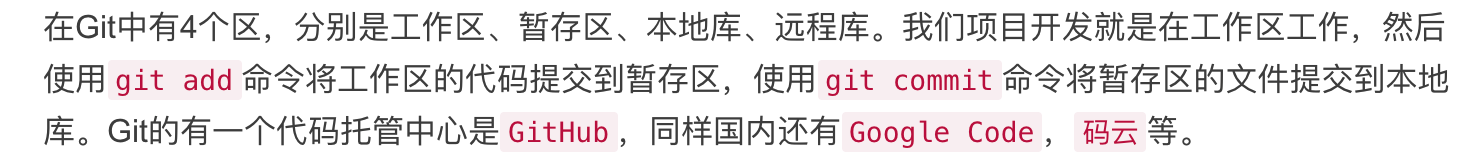 在Git中有4个区，分别是工作区、暂存区、本地库、远程库。我们项目开发就是在工作区工作，然后
使用git add命令将工作区的代码提交到暂存区，使用git commit命令将暂存区的文件提交到本地
库。Git的有一个代码托管中心是GitHub，同样国内还有Google Code，码云等。